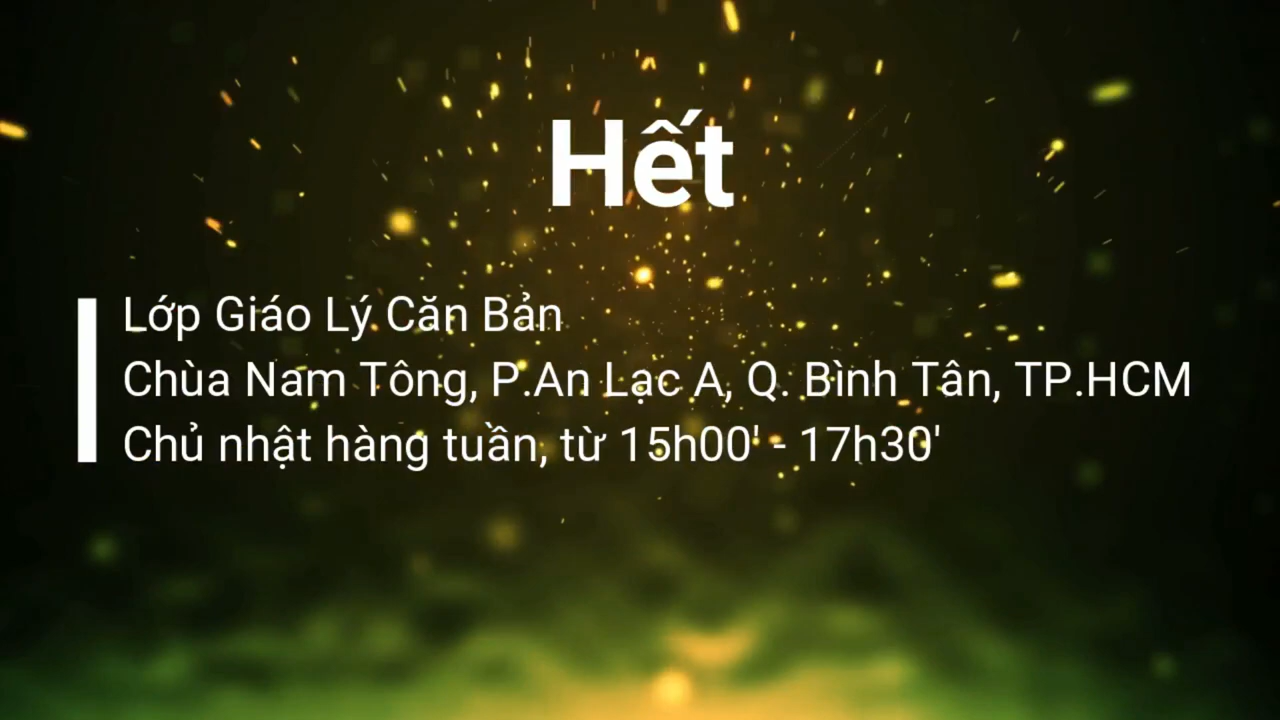 Hết
Lớp Giáo Lý Căn Bản
Chùa Nam Tông, P.An Lạc A, Q. Bình Tân, TP.HCM
Chủ nhật hàng tuần, từ 15h00' - 17h30'